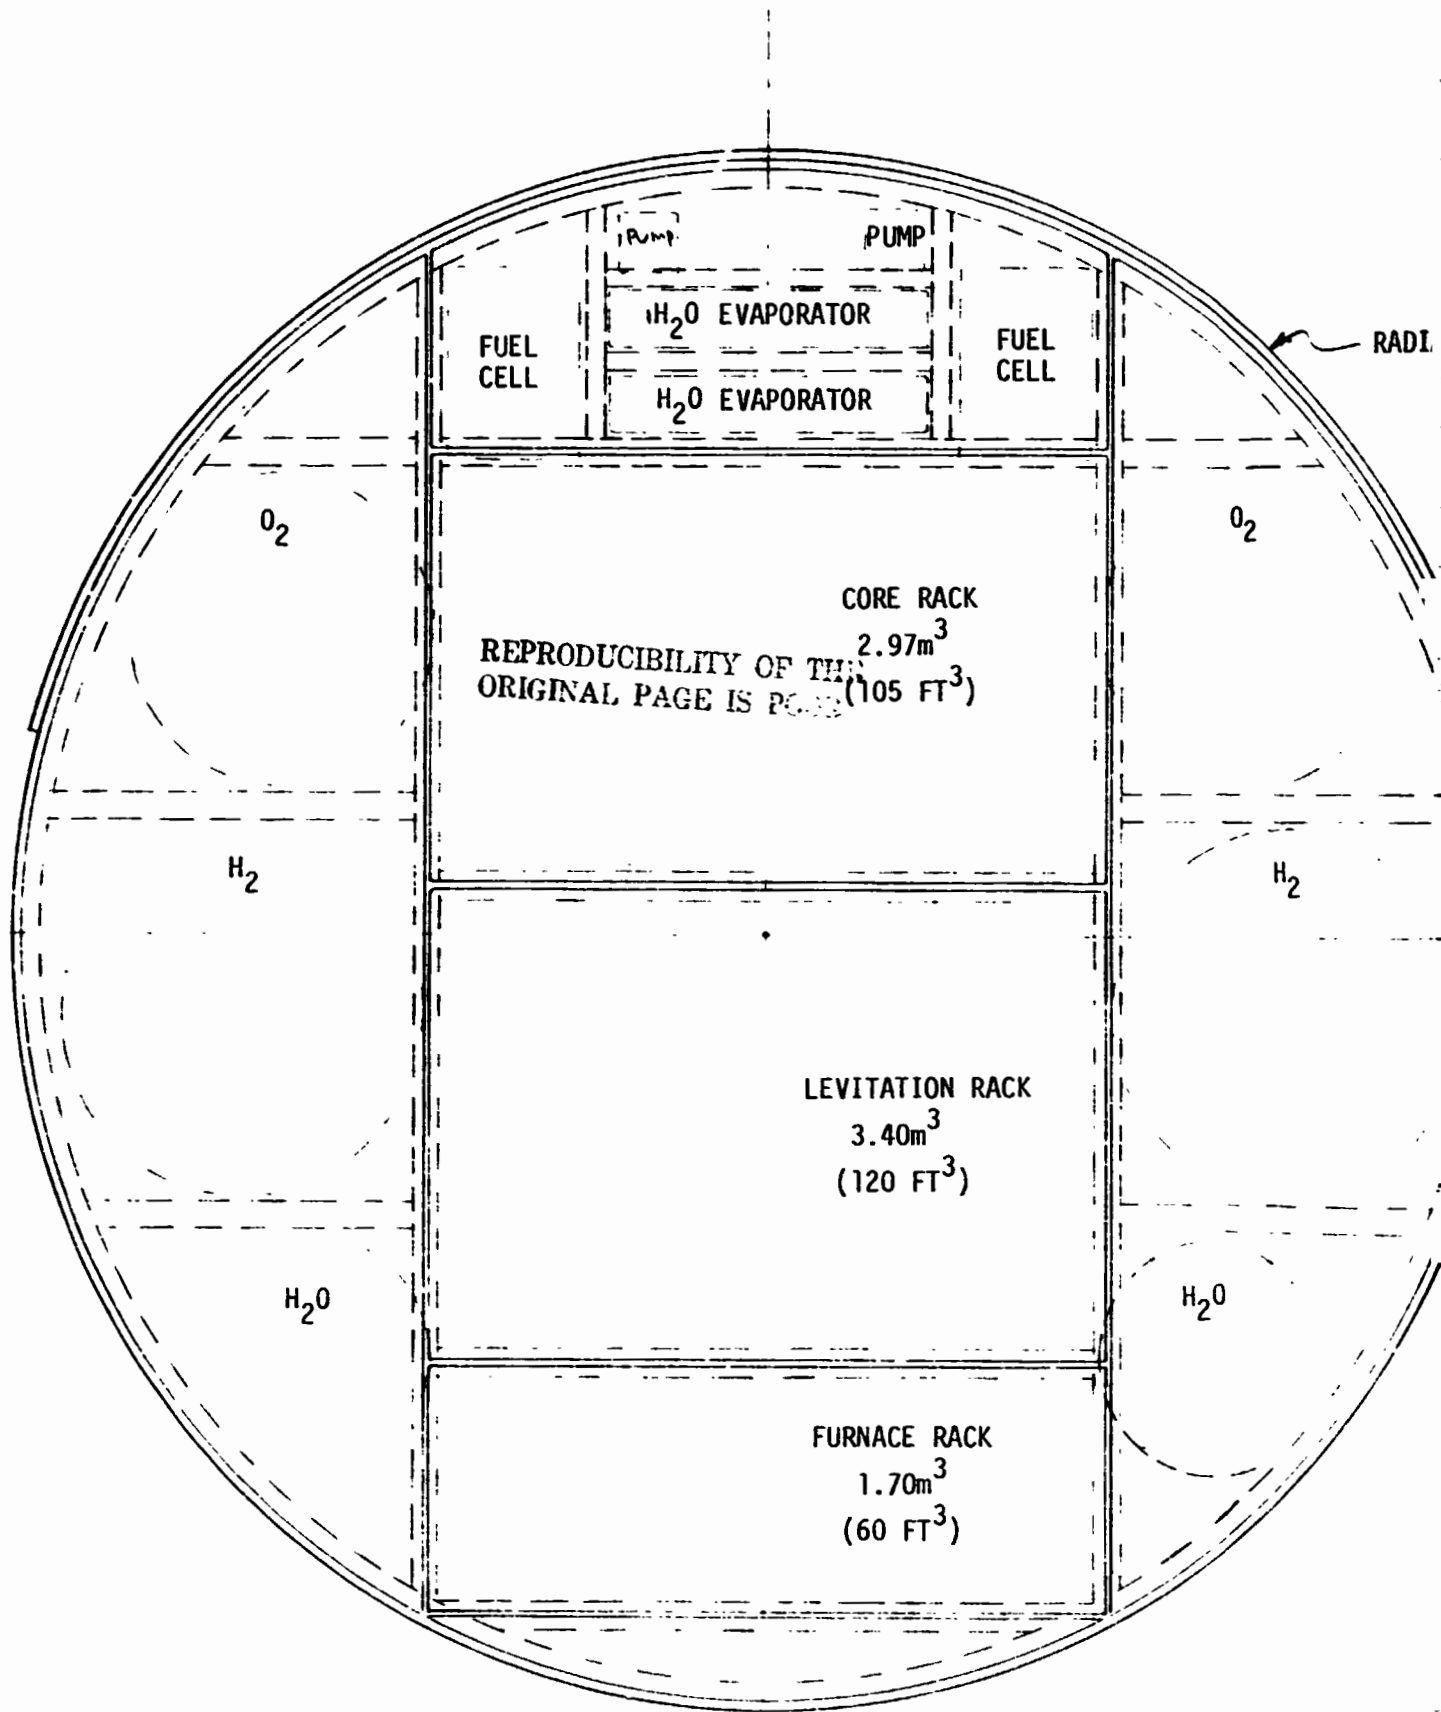 Pump
PUMP
H₂O EVAPORATOR
FUEL
CELL
FUEL
CELL
RADI
H₂O EVAPORATOR
O₂
O₂
CORE RACK
2.97m³
(105 FT³)
REPRODUCIBILITY OF THE
ORIGINAL PAGE IS
H₂
H₂
LEVITATION RACK
3.40m³
(120 FT³)
H₂O
H₂O
FURNACE RACK
1.70m³
(60 FT³)